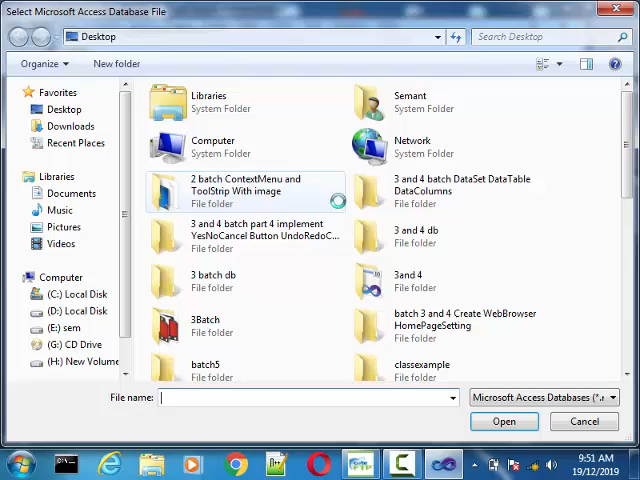 Select Microsoft Access Database File
Desktop
Search Desktop
Organize
New folder
Favorites
Desktop
Downloads
Recent Places
Libraries
Documents
Music
Pictures
Videos
Computer
(C:) Local Disk
(D:) Local Disk
(E:) sem
(G:) CD Drive
(H:) New Volume
Libraries
System Folder
Semant
System Folder
Computer
System Folder
Network
System Folder
2 batch ContextMenu and
ToolStrip With image
File folder
3 and 4 batch DataSet DataTable
DataColumns
File folder
3 and 4 batch part 4 implement
YesNoCancel Button UndoRedoC...
File folder
3 and 4 db
File folder
3 batch db
File folder
3and 4
File folder
3Batch
File folder
batch 3 and 4 Create WebBrowser
HomePageSetting
File folder
batch5
File folder
classexample
File folder
File name:
Microsoft Access Databases (*.
Open
Cancel
9:51 AM
19/12/2019